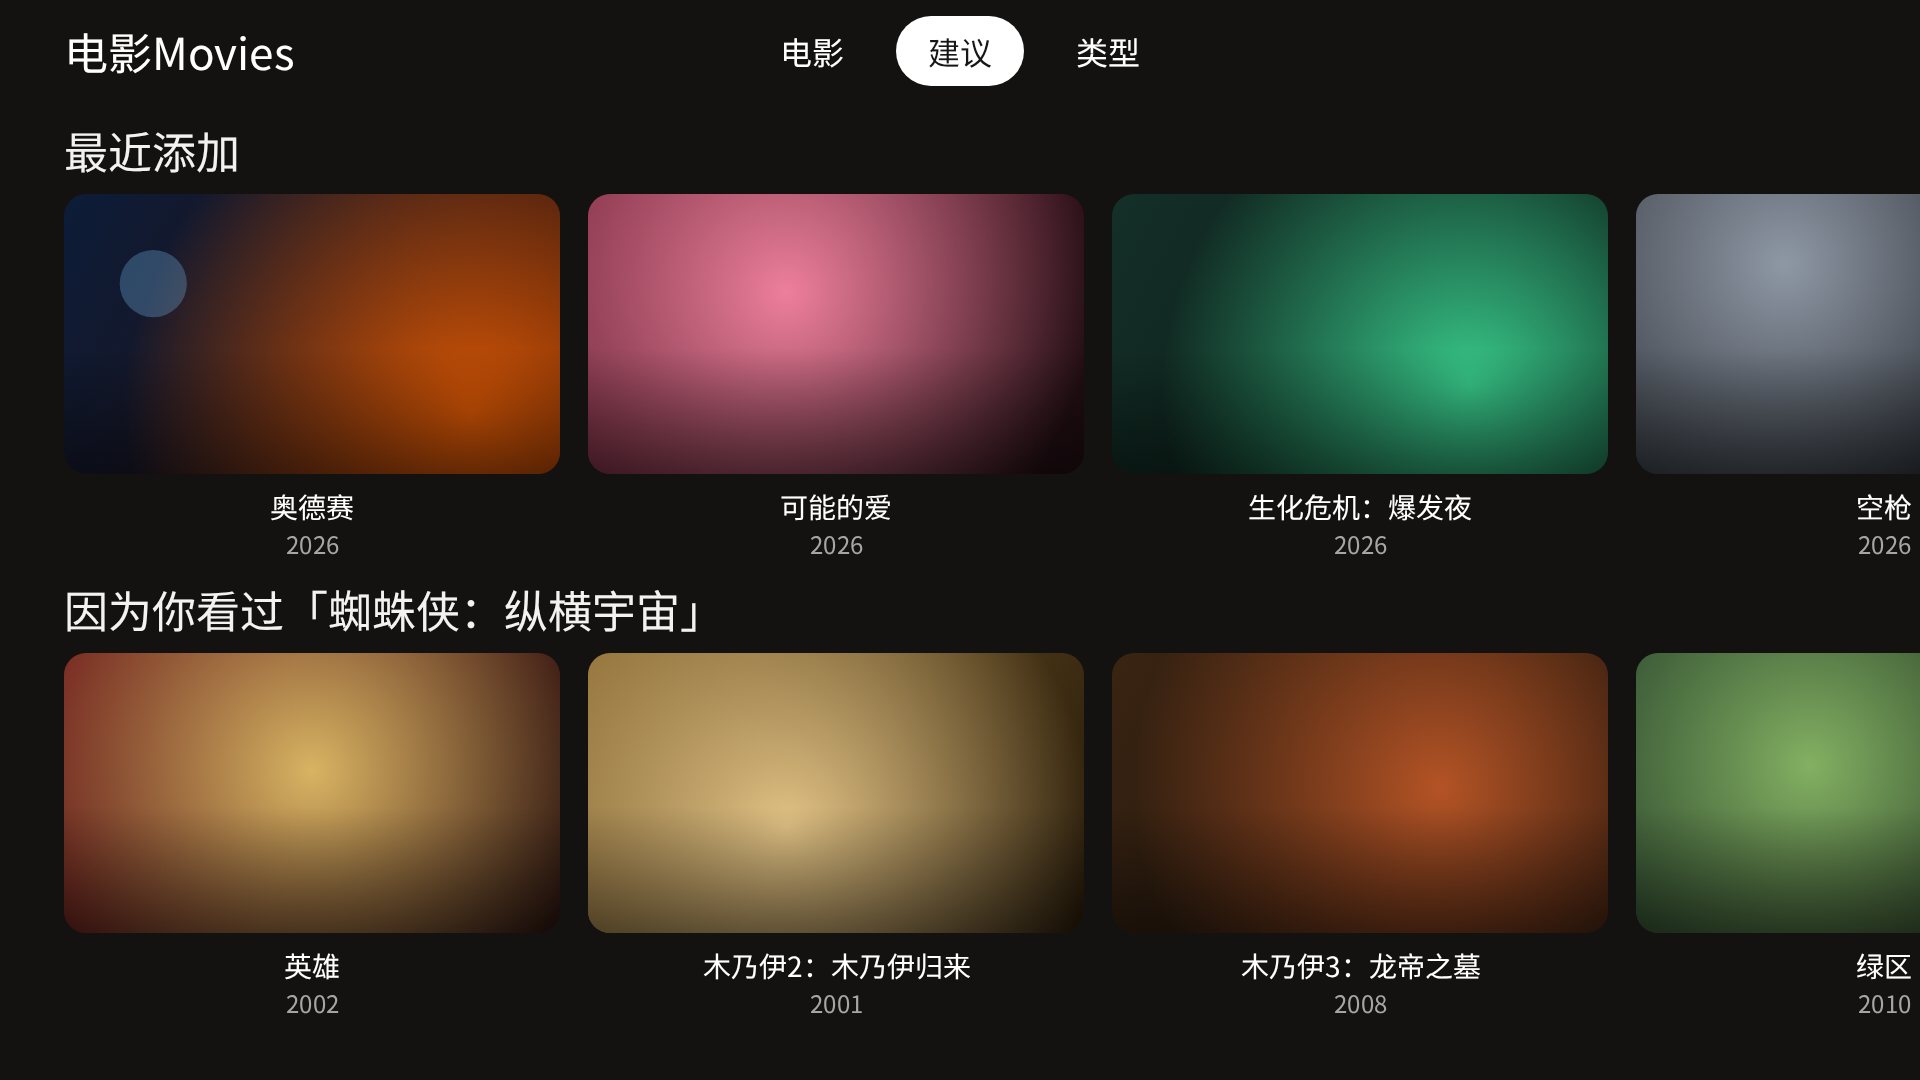 电影Movies
电影
建议
类型
最近添加
奥德赛
2026
可能的爱
2026
生化危机：爆发夜
2026
空枪
2026
因为你看过「蜘蛛侠：纵横宇宙」
英雄
2002
木乃伊2：木乃伊归来
2001
木乃伊3：龙帝之墓
2008
绿区
2010